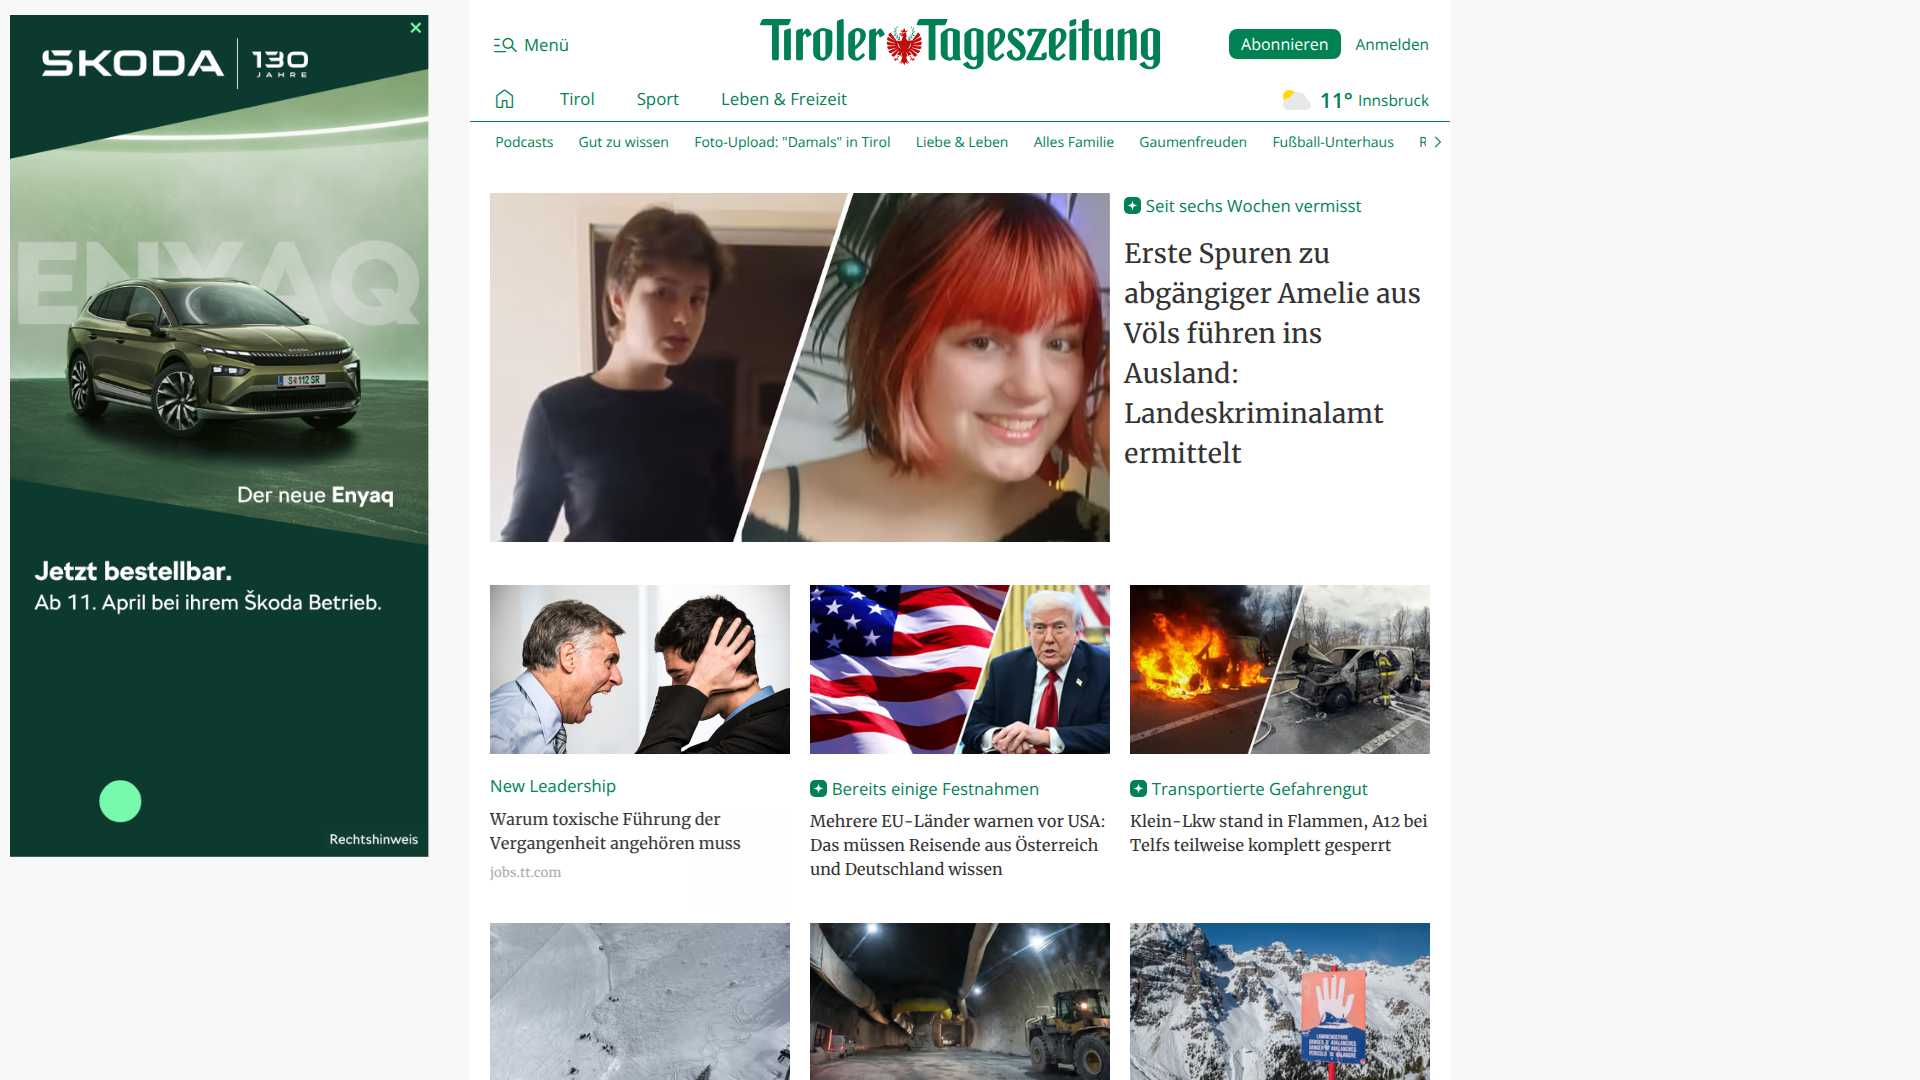 ŠKODA 130 JAHRE
ENYAQ
S 112 SR
Der neue Enyaq
Jetzt bestellbar.
Ab 11. April bei ihrem Škoda Betrieb.
Rechtshinweis
Menü
Tiroler Tageszeitung
Abonnieren
Anmelden
Tirol
Sport
Leben & Freizeit
11° Innsbruck
Podcasts
Gut zu wissen
Foto-Upload: "Damals" in Tirol
Liebe & Leben
Alles Familie
Gaumenfreuden
Fußball-Unterhaus
Seit sechs Wochen vermisst
Erste Spuren zu
abgängiger Amelie aus
Völs führen ins
Ausland:
Landeskriminalamt
ermittelt
New Leadership
Warum toxische Führung der
Vergangenheit angehören muss
jobs.tt.com
Bereits einige Festnahmen
Mehrere EU-Länder warnen vor USA:
Das müssen Reisende aus Österreich
und Deutschland wissen
Transportierte Gefahrengut
Klein-Lkw stand in Flammen, A12 bei
Telfs teilweise komplett gesperrt